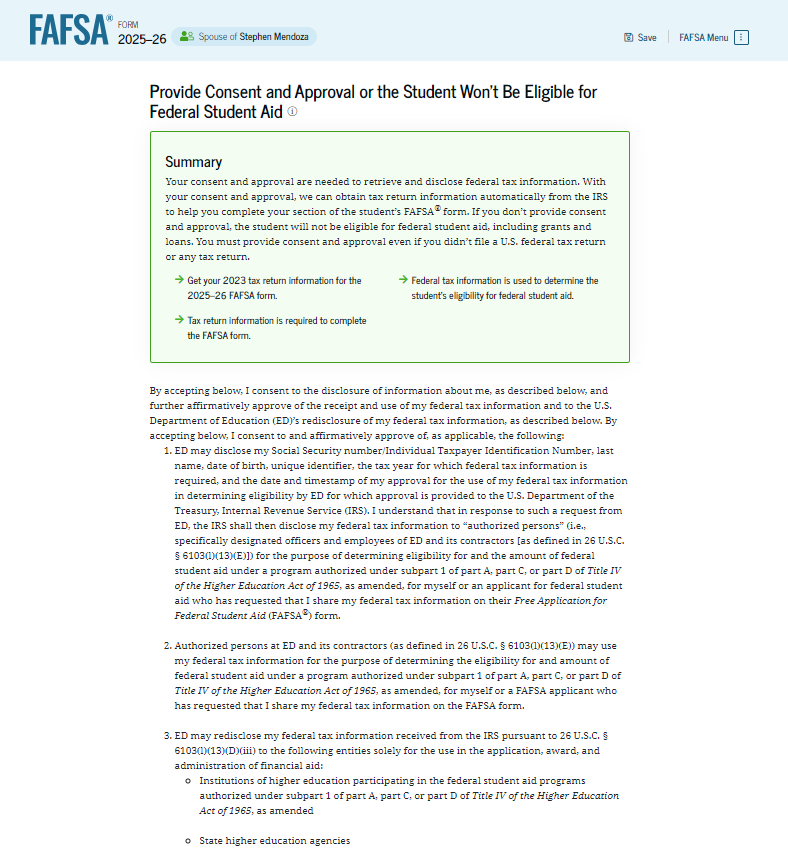 FAFSA® FORM 2025–26
Spouse of Stephen Mendoza
Save
FAFSA Menu
Provide Consent and Approval or the Student Won't Be Eligible for
Federal Student Aid
Summary
Your consent and approval are needed to retrieve and disclose federal tax information. With
your consent and approval, we can obtain tax return information automatically from the IRS
to help you complete your section of the student's FAFSA® form. If you don't provide consent
and approval, the student will not be eligible for federal student aid, including grants and
loans. You must provide consent and approval even if you didn't file a U.S. federal tax return
or any tax return.
Get your 2023 tax return information for the
2025–26 FAFSA form.
Tax return information is required to complete
the FAFSA form.
Federal tax information is used to determine the
student's eligibility for federal student aid.
By accepting below, I consent to the disclosure of information about me, as described below, and
further affirmatively approve of the receipt and use of my federal tax information and to the U.S.
Department of Education (ED)'s redisclosure of my federal tax information, as described below. By
accepting below, I consent to and affirmatively approve of, as applicable, the following:
1. ED may disclose my Social Security number/Individual Taxpayer Identification Number, last
name, date of birth, unique identifier, the tax year for which federal tax information is
required, and the date and timestamp of my approval for the use of my federal tax information
in determining eligibility by ED for which approval is provided to the U.S. Department of the
Treasury, Internal Revenue Service (IRS). I understand that in response to such a request from
ED, the IRS shall then disclose my federal tax information to "authorized persons" (i.e.,
specifically designated officers and employees of ED and its contractors [as defined in 26 U.S.C.
§ 6103(l)(13)(E)]) for the purpose of determining eligibility for and the amount of federal
student aid under a program authorized under subpart 1 of part A, part C, or part D of Title IV
of the Higher Education Act of 1965, as amended, for myself or an applicant for federal student
aid who has requested that I share my federal tax information on their Free Application for
Federal Student Aid (FAFSA®) form.
2. Authorized persons at ED and its contractors (as defined in 26 U.S.C. § 6103(l)(13)(E)) may use
my federal tax information for the purpose of determining the eligibility for and amount of
federal student aid under a program authorized under subpart 1 of part A, part C, or part D of
Title IV of the Higher Education Act of 1965, as amended, for myself or a FAFSA applicant who
has requested that I share my federal tax information on the FAFSA form.
3. ED may redisclose my federal tax information received from the IRS pursuant to 26 U.S.C. §
6103(l)(13)(D)(iii) to the following entities solely for the use in the application, award, and
administration of financial aid:
Institutions of higher education participating in the federal student aid programs
authorized under subpart 1 of part A, part C, or part D of Title IV of the Higher Education
Act of 1965, as amended
State higher education agencies